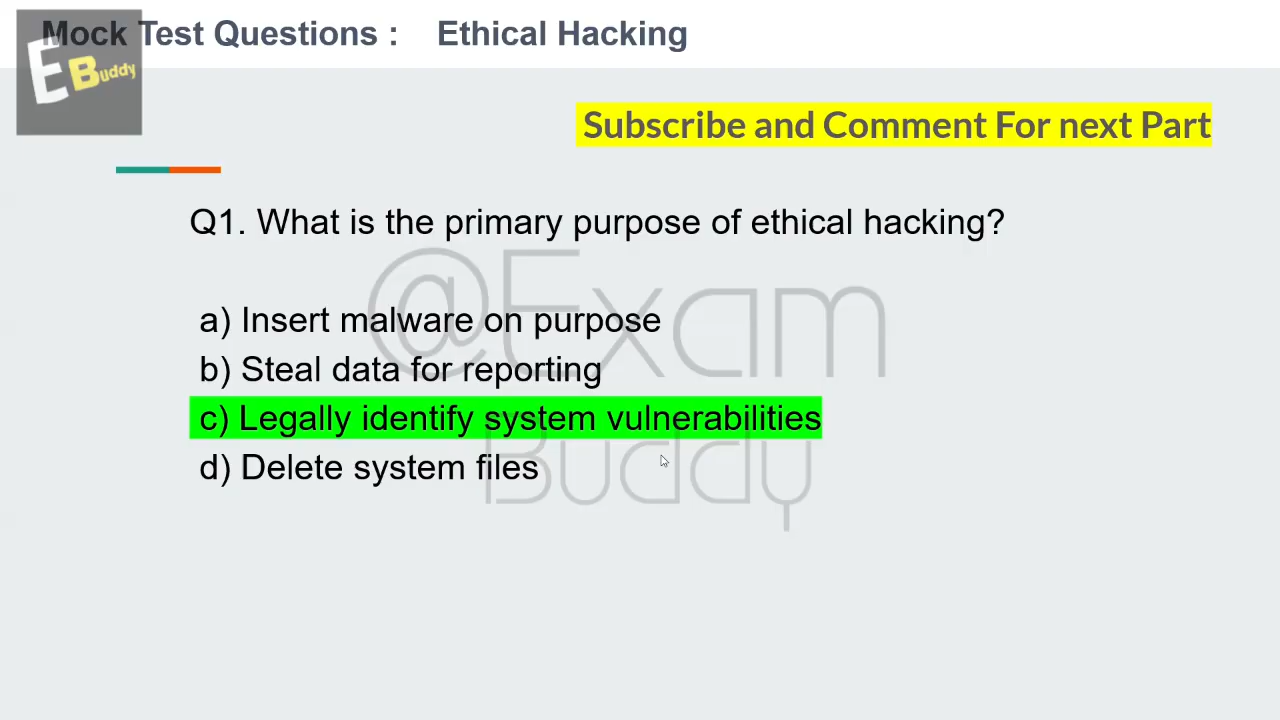 Mock Test Questions : Ethical Hacking
E Buddy
Subscribe and Comment For next Part
Q1. What is the primary purpose of ethical hacking?
a) Insert malware on purpose
b) Steal data for reporting
c) Legally identify system vulnerabilities
d) Delete system files
@Exam
Buddy